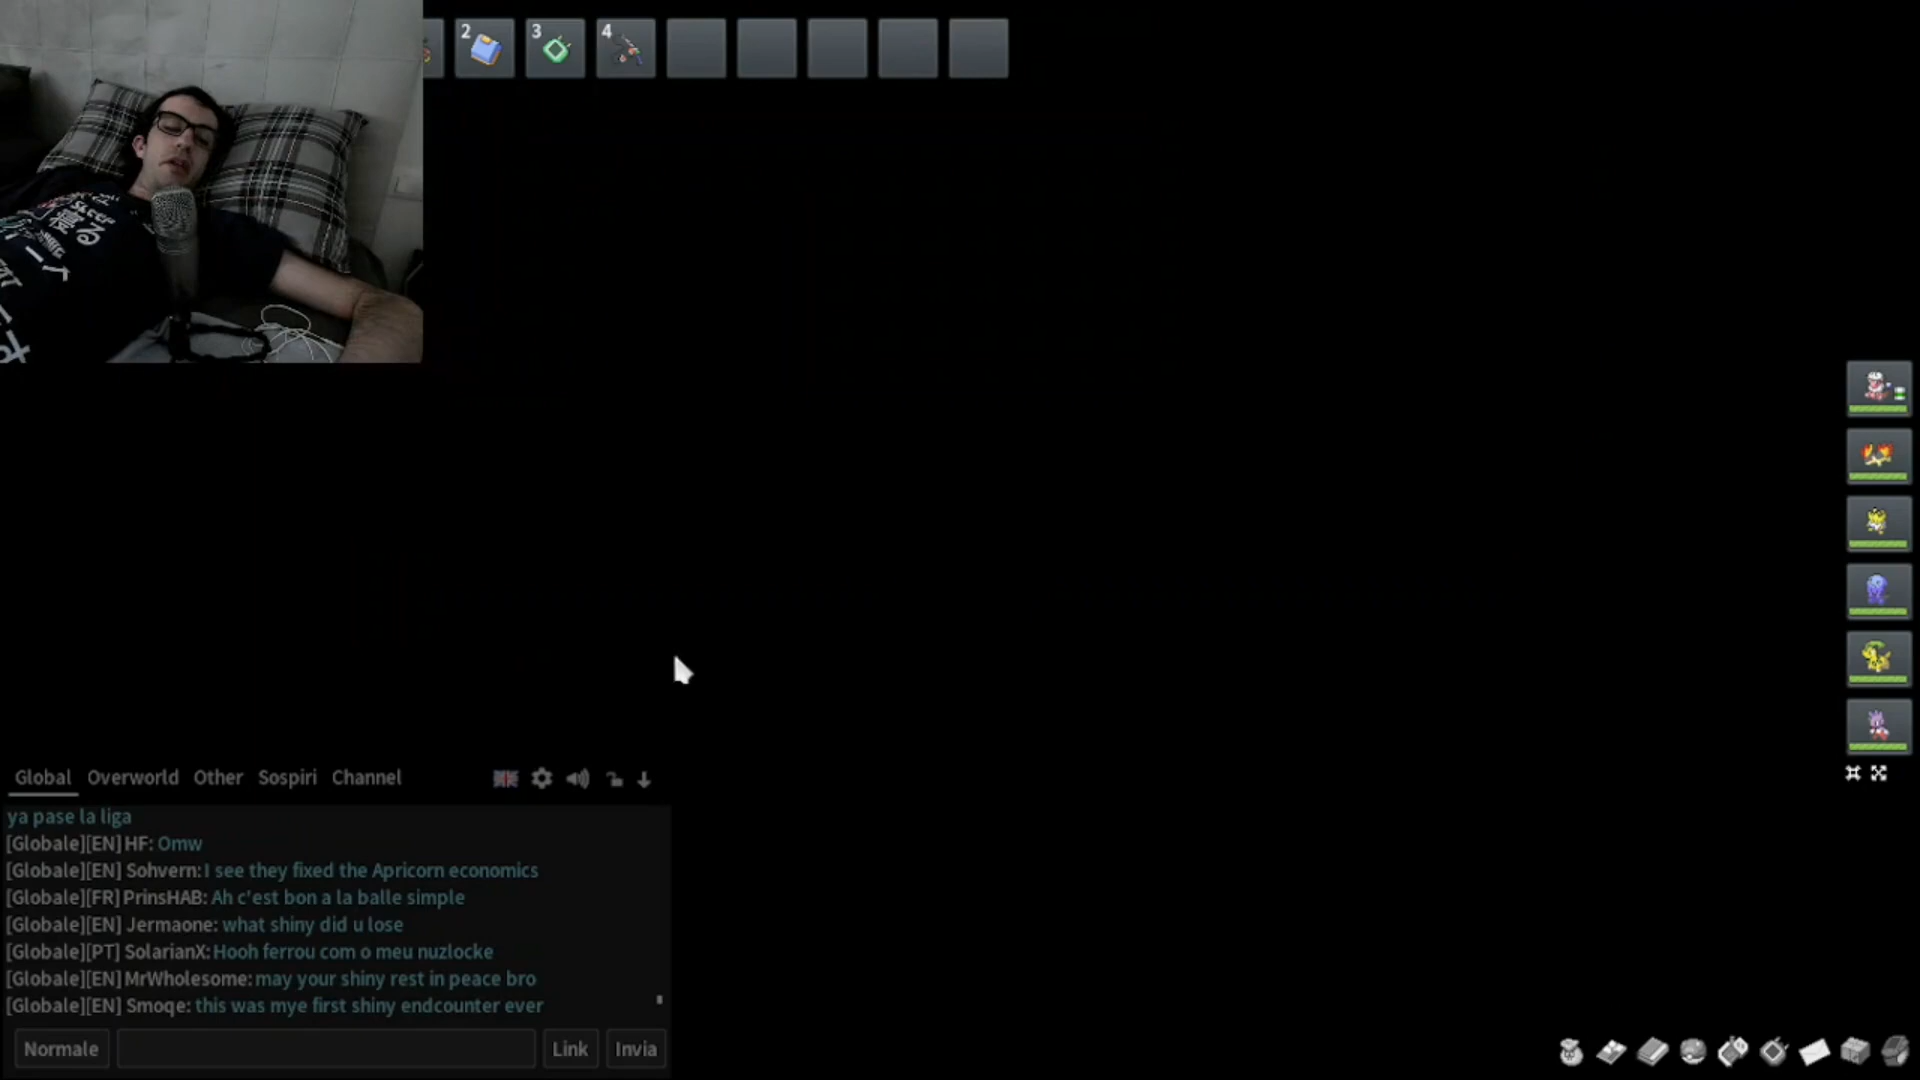 2
3
4
SLEEP
寝る
Global Overworld Other Sospiri Channel
ya pase la liga
[Globale][EN] HF: Omw
[Globale][EN] Sohvern: I see they fixed the Apricorn economics
[Globale][FR] PrinsHAB: Ah c'est bon a la balle simple
[Globale][EN] Jermaone: what shiny did u lose
[Globale][PT] SolarianX: Hooh ferrou com o meu nuzlocke
[Globale][EN] MrWholesome: may your shiny rest in peace bro
[Globale][EN] Smoqe: this was mye first shiny endcounter ever
Normale Link Invia